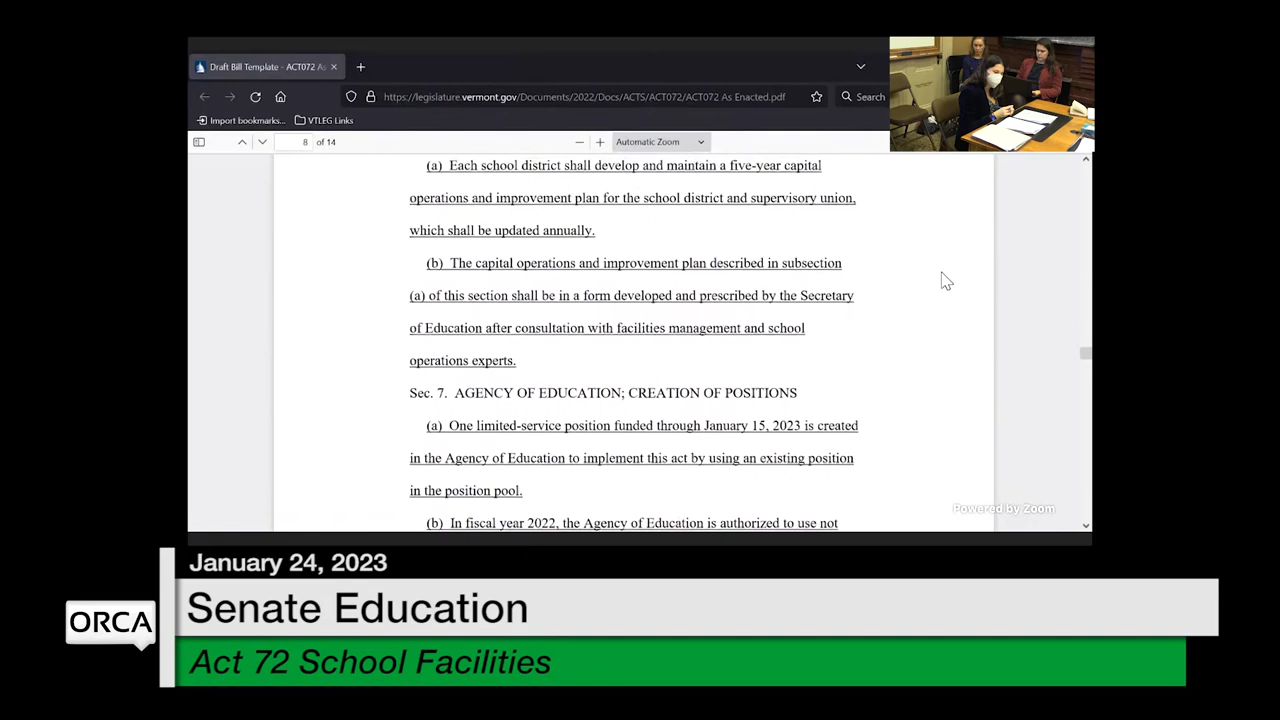 Draft Bill Template - ACT072 As
https://legislature.vermont.gov/Documents/2022/Docs/ACTS/ACT072/ACT072 As Enacted.pdf
Search
Import bookmarks...
VTLEG Links
8 of 14
Automatic Zoom
(a) Each school district shall develop and maintain a five-year capital
operations and improvement plan for the school district and supervisory union,
which shall be updated annually.
(b) The capital operations and improvement plan described in subsection
(a) of this section shall be in a form developed and prescribed by the Secretary
of Education after consultation with facilities management and school
operations experts.
Sec. 7. AGENCY OF EDUCATION; CREATION OF POSITIONS
(a) One limited-service position funded through January 15, 2023 is created
in the Agency of Education to implement this act by using an existing position
in the position pool.
(b) In fiscal year 2022, the Agency of Education is authorized to use not
Powered by Zoom
January 24, 2023
Senate Education
ORCA
Act 72 School Facilities